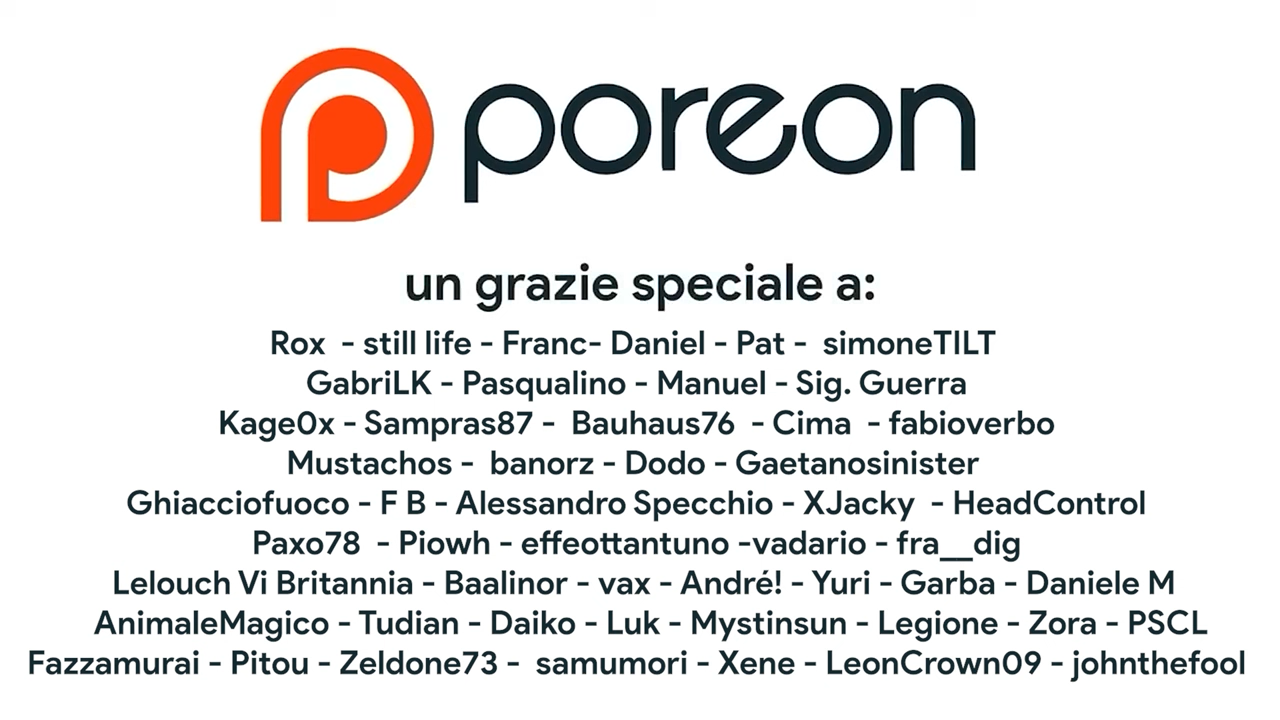 poreon
un grazie speciale a:
Rox - still life - Franc- Daniel - Pat - simoneTILT
GabriLK - Pasqualino - Manuel - Sig. Guerra
Kage0x - Sampras87 - Bauhaus76 - Cima - fabioverbo
Mustachos - banorz - Dodo - Gaetanosinister
Ghiacciofuoco - F B - Alessandro Specchio - XJacky - HeadControl
Paxo78 - Piowh - effeottantuno -vadario - fra__dig
Lelouch Vi Britannia - Baalinor - vax - André! - Yuri - Garba - Daniele M
AnimaleMagico - Tudian - Daiko - Luk - Mystinsun - Legione - Zora - PSCL
Fazzamurai - Pitou - Zeldone73 - samumori - Xene - LeonCrown09 - johnthefool